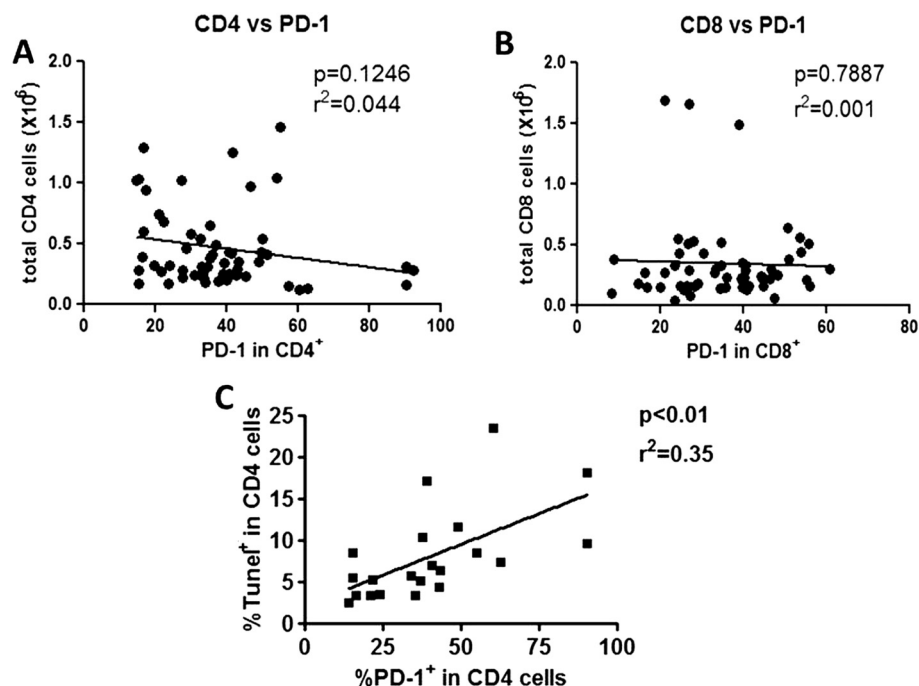 CD4 vs PD-1
A
p=0.1246
r²=0.044
total CD4 cells (X10⁶)
2.0
1.5
1.0
0.5
0.0
0 20 40 60 80 100
PD-1 in CD4⁺
CD8 vs PD-1
B
p=0.7887
r²=0.001
total CD8 cells (X10⁶)
2.0
1.5
1.0
0.5
0.0
0 20 40 60 80
PD-1 in CD8⁺
C
p<0.01
r²=0.35
%Tunel⁺ in CD4 cells
25
20
15
10
5
0
0 25 50 75 100
%PD-1⁺ in CD4 cells